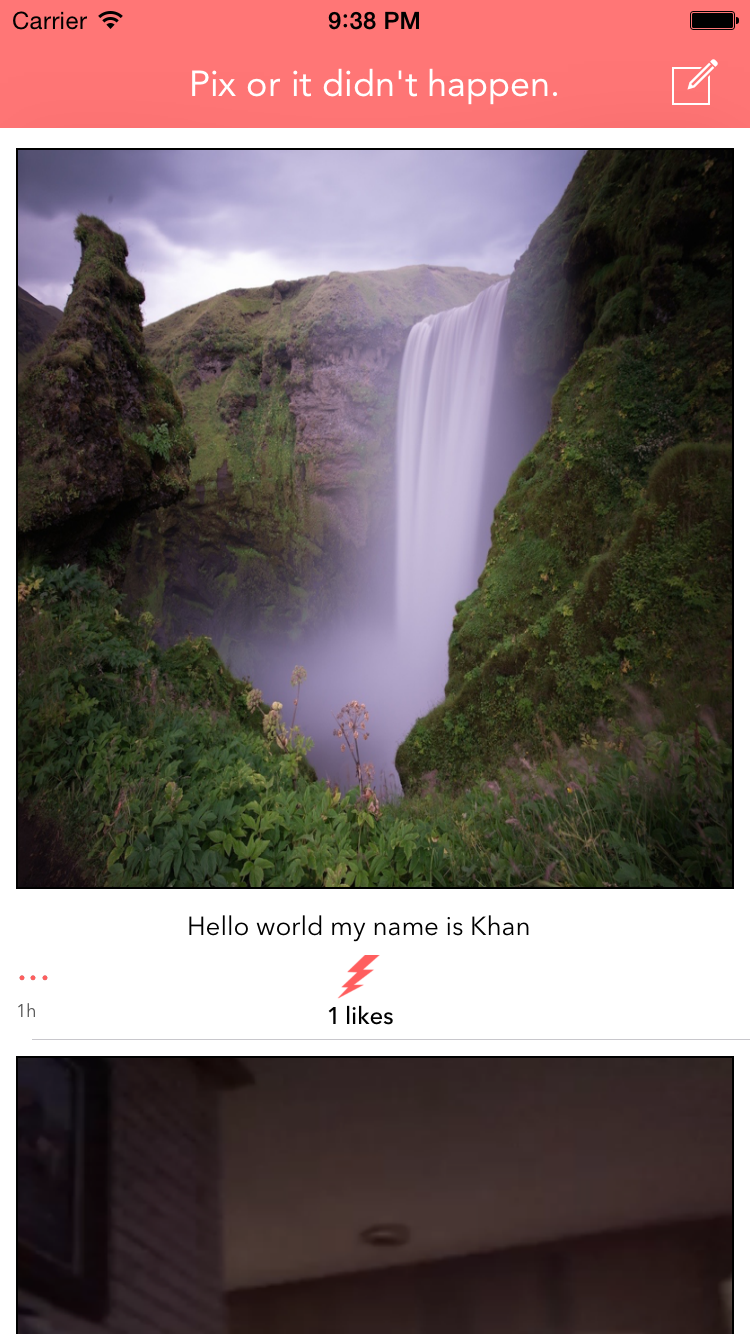 Carrier 9:38 PM
Pix or it didn't happen.
Hello world my name is Khan
1h
1 likes